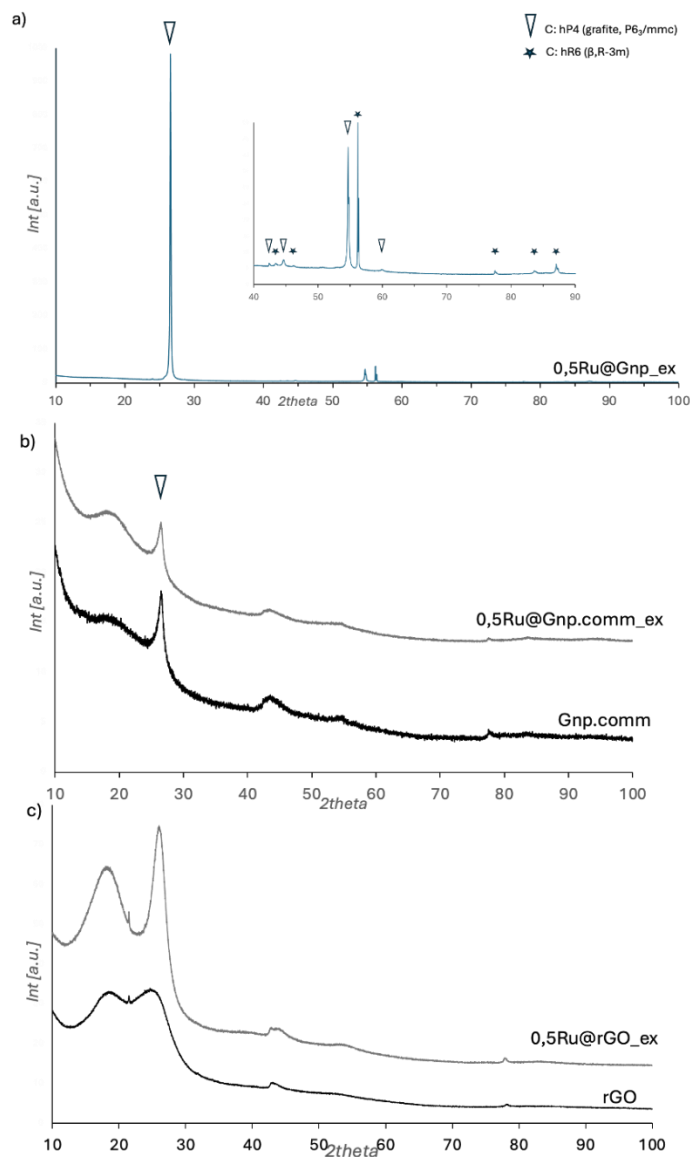 a)
C: hP4 (grafite, P6₃/mmc)
C: hR6 (β,R-3m)
Int [a.u.]
40 50 60 70 80 90
0,5Ru@Gnp_ex
10 20 30 40 50 60 70 80 90 100
2theta
b)
Int [a.u.]
0,5Ru@Gnp.comm_ex
Gnp.comm
10 20 30 40 50 60 70 80 90 100
2theta
c)
Int [a.u.]
0,5Ru@rGO_ex
rGO
10 20 30 40 50 60 70 80 90 100
2theta